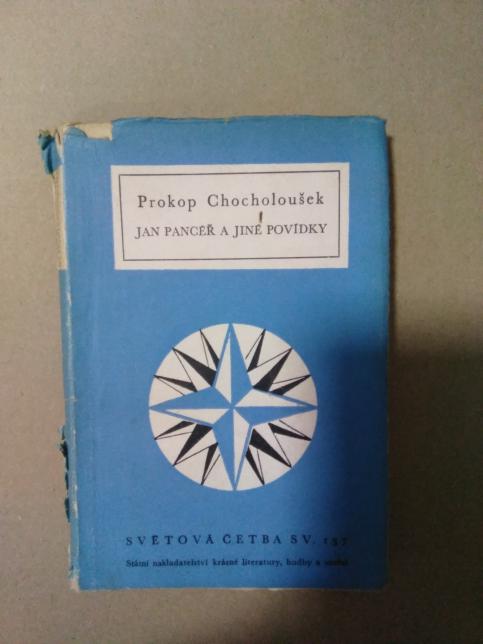 Prokop Chocholoušek
JAN PANCÉŘ A JINÉ POVÍDKY
SVĚTOVÁ ČETBA SV. 137
Státní nakladatelství krásné literatury, hudby a umění